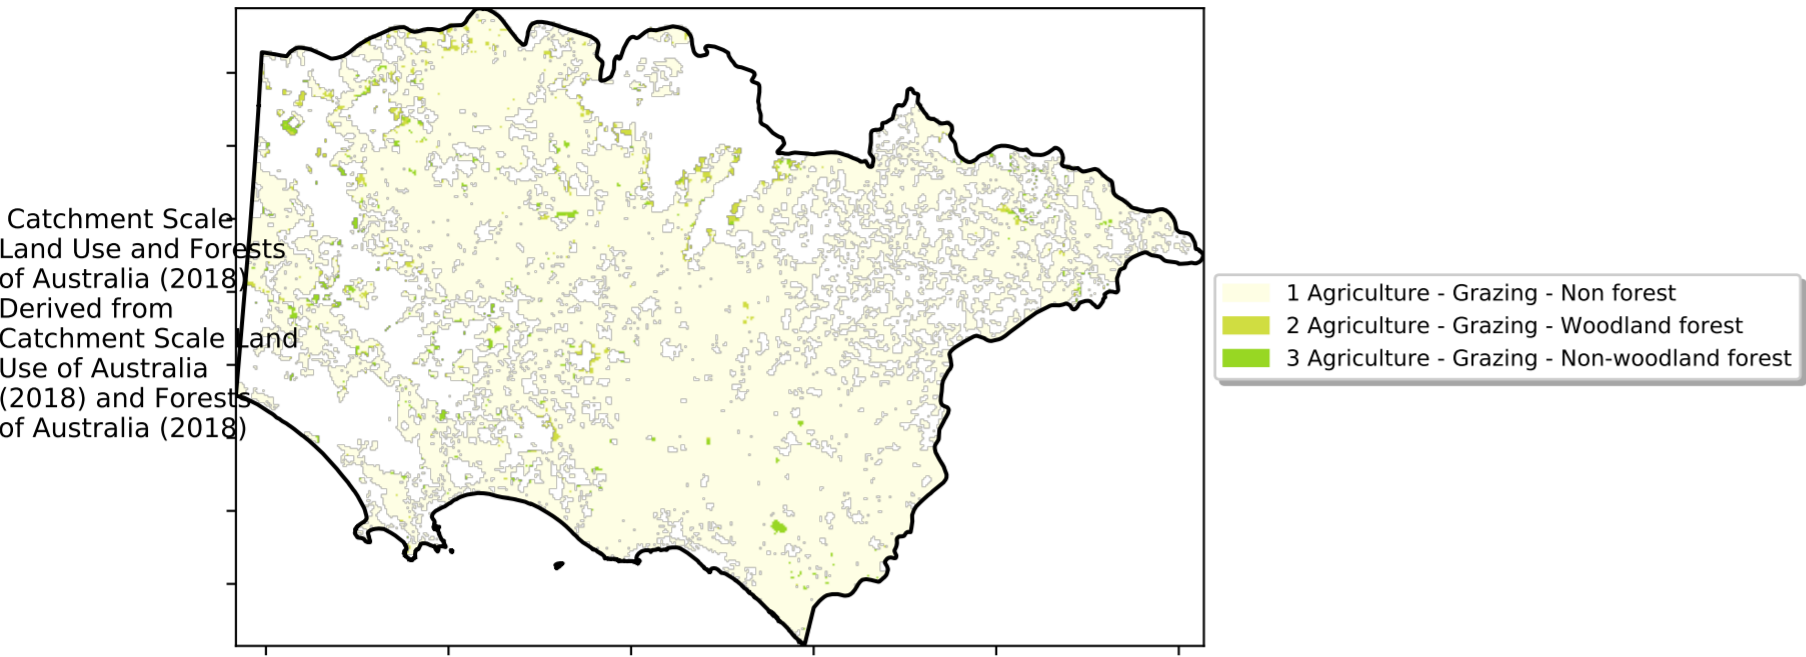 Catchment Scale
Land Use and Forests
of Australia (2018)
Derived from
Catchment Scale Land
Use of Australia
(2018) and Forests
of Australia (2018)
1 Agriculture - Grazing - Non forest
2 Agriculture - Grazing - Woodland forest
3 Agriculture - Grazing - Non-woodland forest